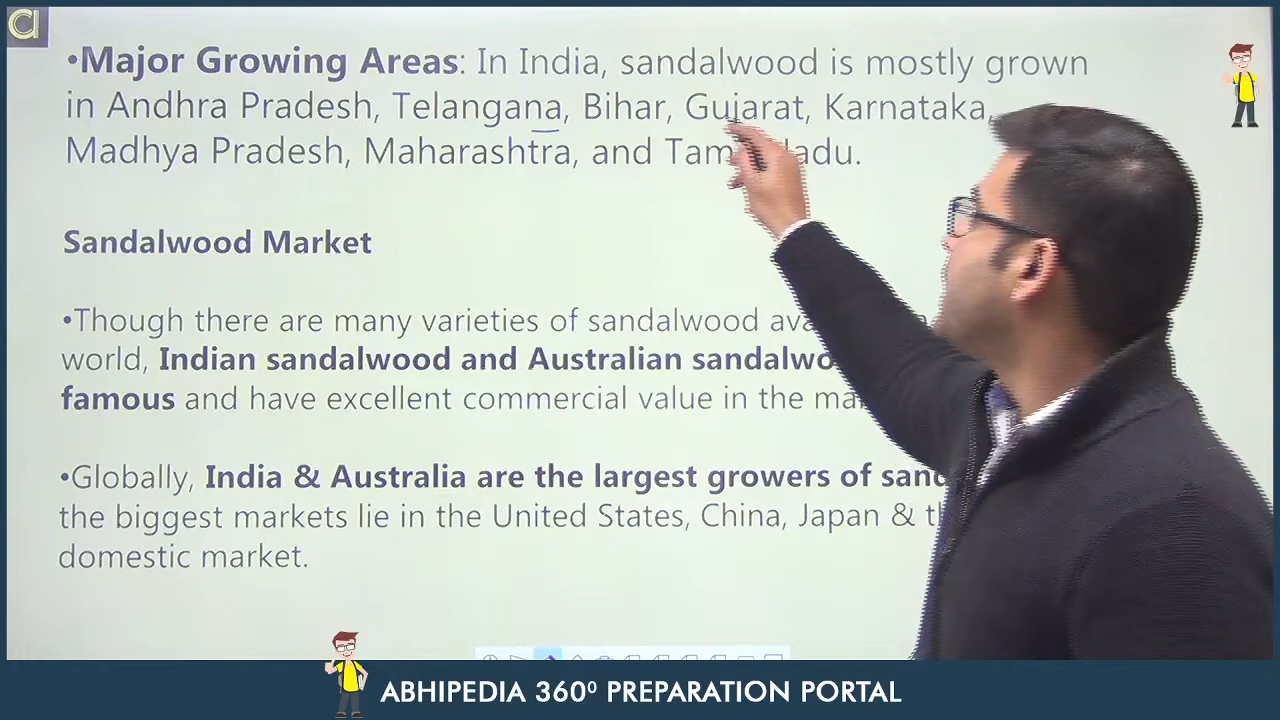 •Major Growing Areas: In India, sandalwood is mostly grown
in Andhra Pradesh, Telangana, Bihar, Gujarat, Karnataka,
Madhya Pradesh, Maharashtra, and
Sandalwood Market
•Though there are many varieties of sandalwood
world, Indian sandalwood and Australian
famous and have excellent commercial value in the
•Globally, India & Australia are the largest growers of
the biggest markets lie in the United States, China, Japan &
domestic market.
ABHIPEDIA 360⁰ PREPARATION PORTAL